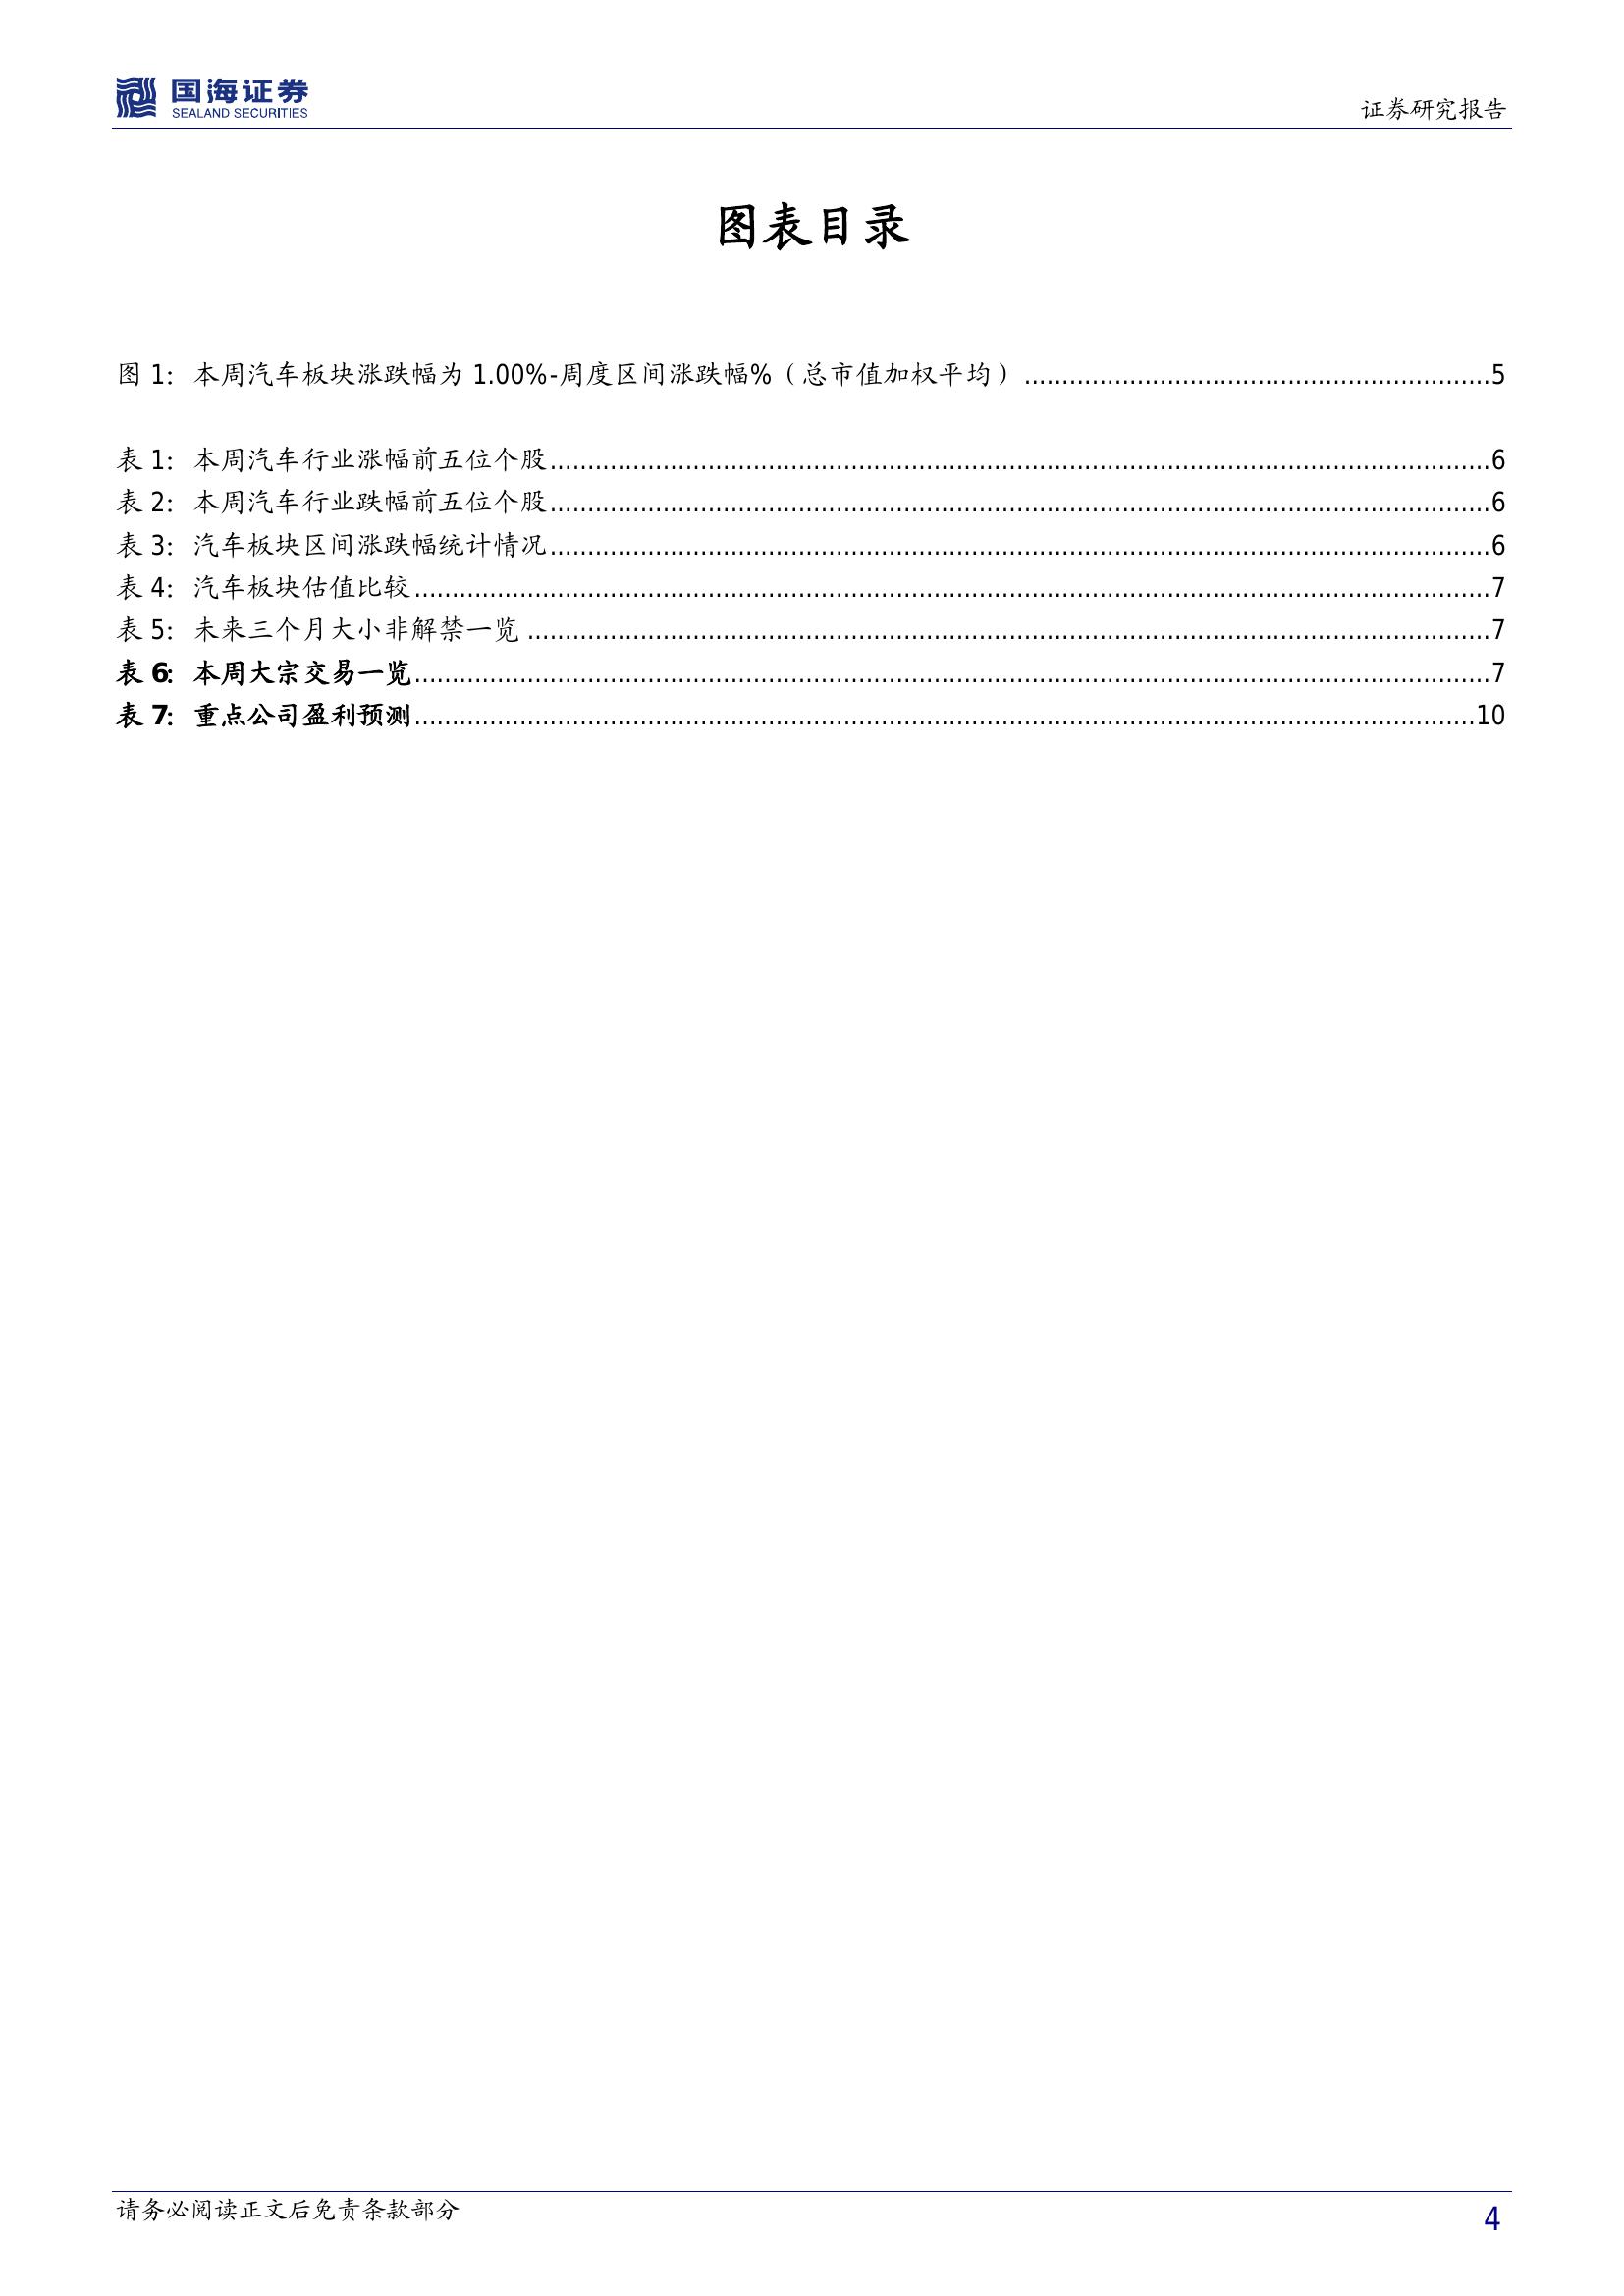 国海证券
SEALAND SECURITIES
证券研究报告
图表目录
图 1: 本周汽车板块涨跌幅为 1.00%-周度区间涨跌幅%（总市值加权平均）5
表 1: 本周汽车行业涨幅前五位个股6
表 2: 本周汽车行业跌幅前五位个股6
表 3: 汽车板块区间涨跌幅统计情况6
表 4: 汽车板块估值比较7
表 5: 未来三个月大小非解禁一览7
表 6: 本周大宗交易一览7
表 7: 重点公司盈利预测10
请务必阅读正文后免责条款部分
4